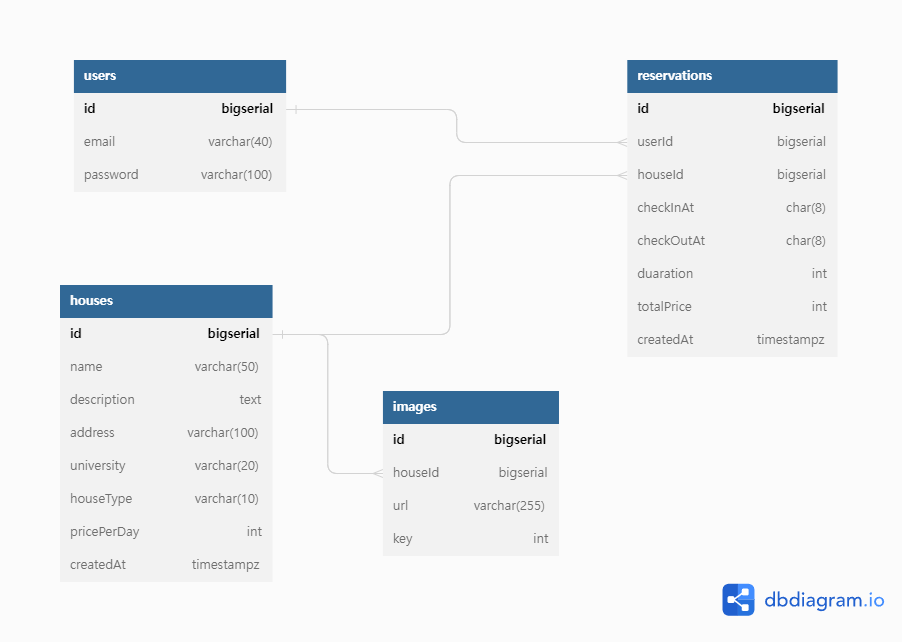 users
id bigserial
email varchar(40)
password varchar(100)
reservations
id bigserial
userId bigserial
houseId bigserial
checkInAt char(8)
checkOutAt char(8)
duaration int
totalPrice int
createdAt timestampz
houses
id bigserial
name varchar(50)
description text
address varchar(100)
university varchar(20)
houseType varchar(10)
pricePerDay int
createdAt timestampz
images
id bigserial
houseId bigserial
url varchar(255)
key int
dbdiagram.io